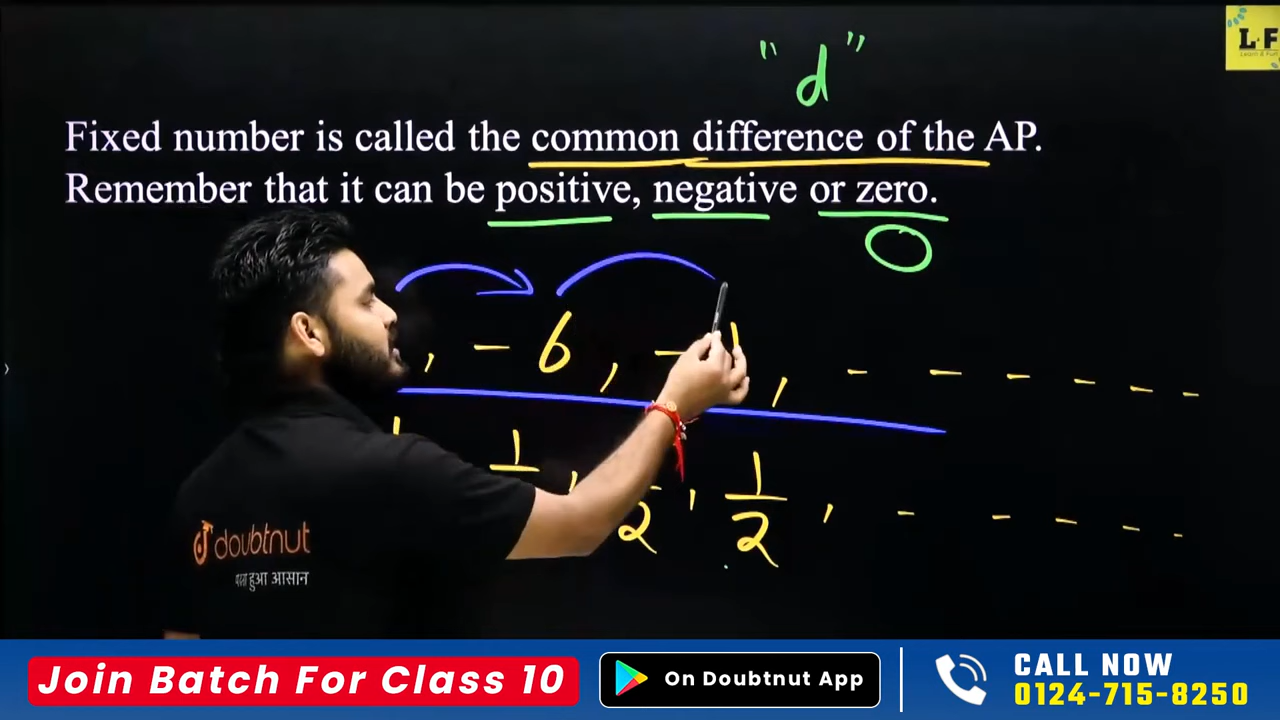 L F
"d"
Fixed number is called the common difference of the AP.
Remember that it can be positive, negative or zero.
, - 6, - , - - - - - -
1/2, 1/2, - - - - -
doubtnut
पढ़ना हुआ आसान
Join Batch For Class 10
On Doubtnut App
CALL NOW
0124-715-8250